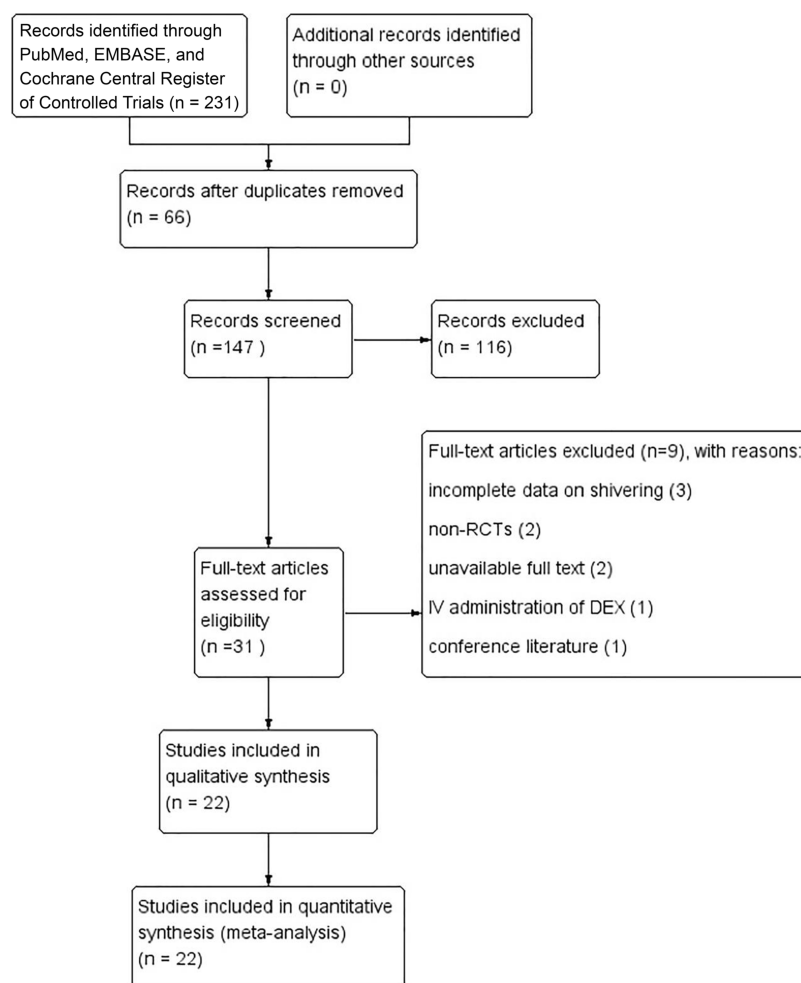 Records identified through
PubMed, EMBASE, and
Cochrane Central Register
of Controlled Trials (n = 231)
Additional records identified
through other sources
(n = 0)
Records after duplicates removed
(n = 66)
Records screened
(n =147 )
Records excluded
(n = 116)
Full-text articles excluded (n=9), with reasons:
incomplete data on shivering (3)
non-RCTs (2)
unavailable full text (2)
IV administration of DEX (1)
conference literature (1)
Full-text articles
assessed for
eligibility
(n =31 )
Studies included in
qualitative synthesis
(n = 22)
Studies included in quantitative
synthesis (meta-analysis)
(n = 22)